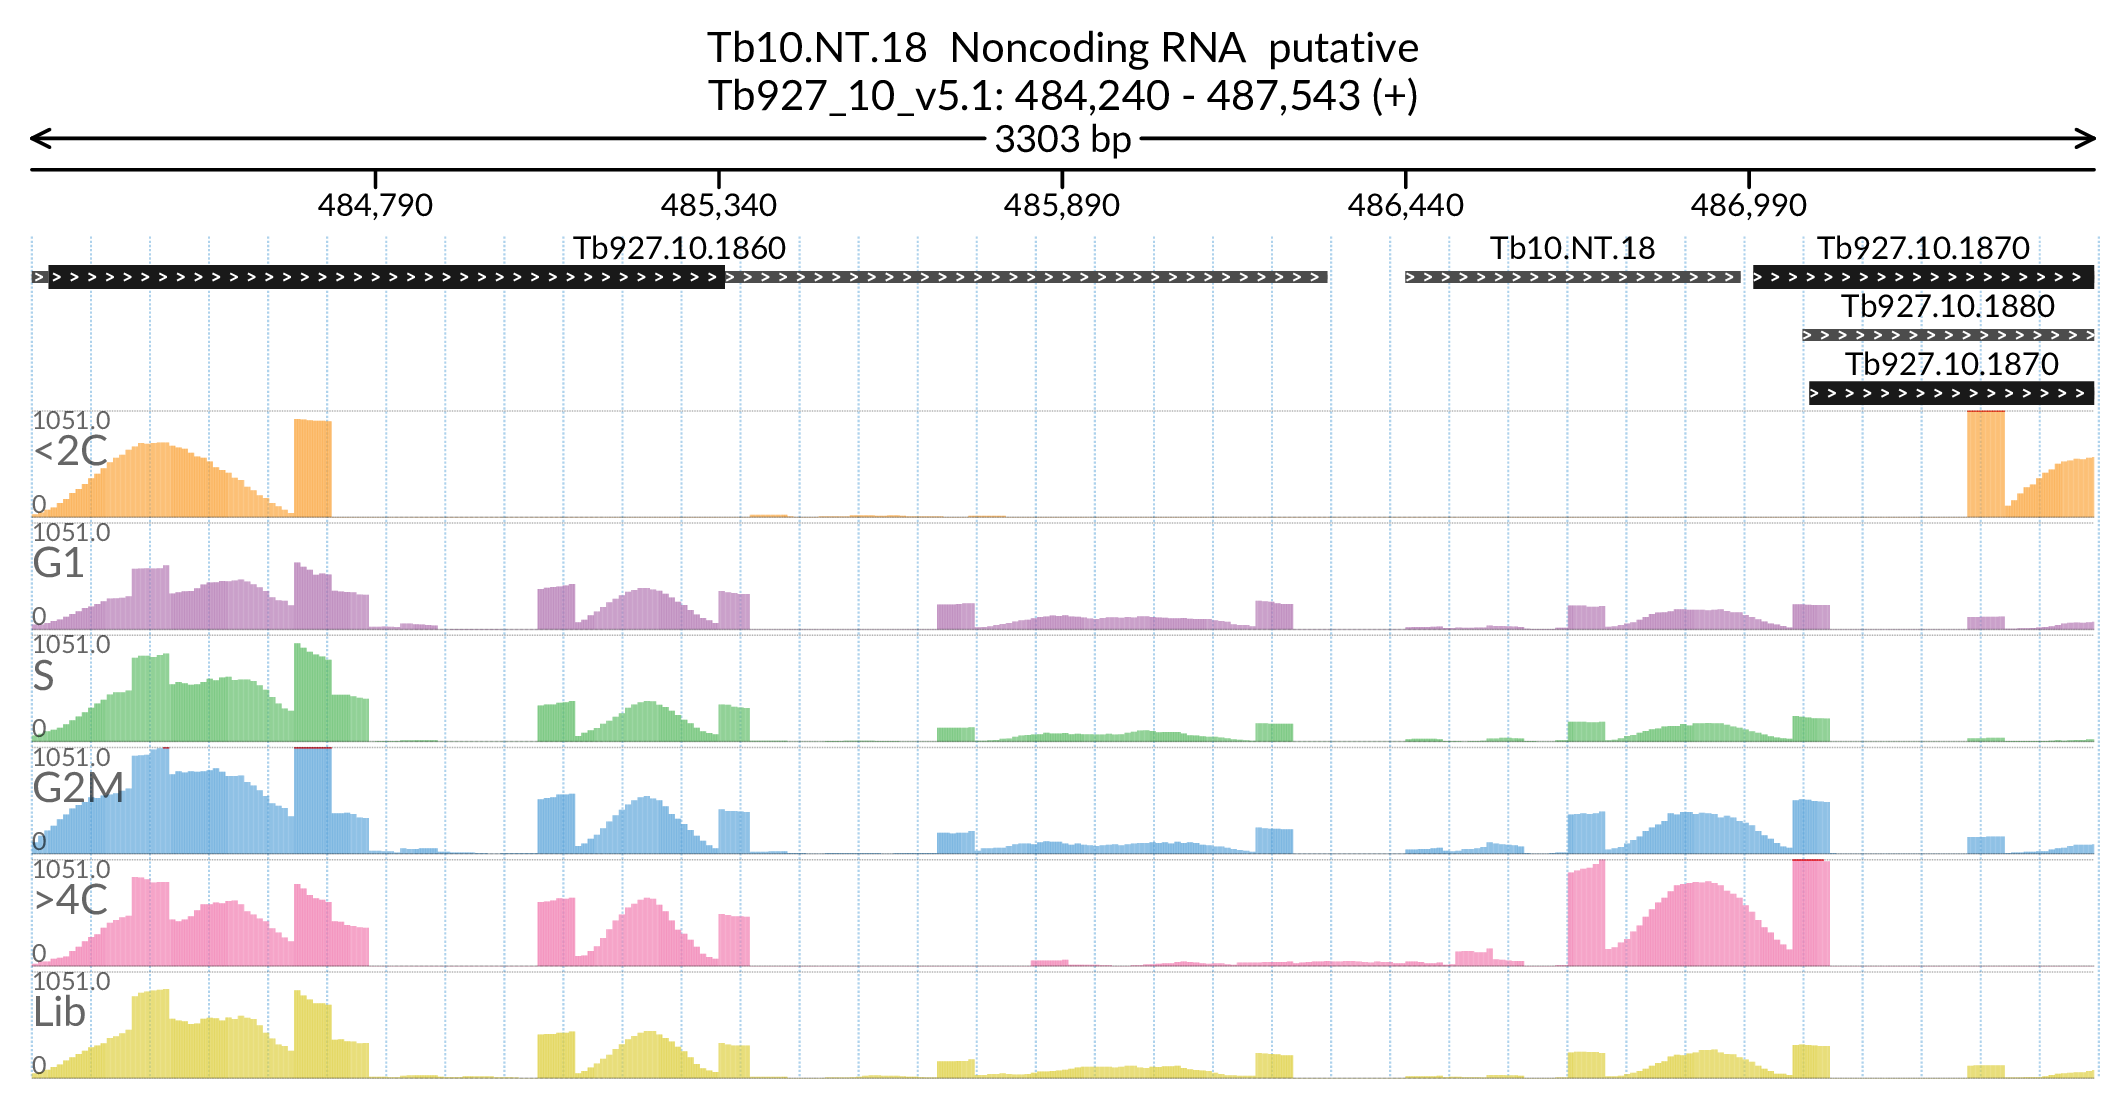 Tb10.NT.18 Noncoding RNA putative
Tb927_10_v5.1: 484,240 - 487,543 (+)
3303 bp
484,790 485,340 485,890 486,440 486,990
Tb927.10.1860 Tb10.NT.18 Tb927.10.1870
Tb927.10.1880
Tb927.10.1870
1051.0
<2C
0
1051.0
G1
0
1051.0
S
0
1051.0
G2M
0
1051.0
>4C
0
1051.0
Lib
0